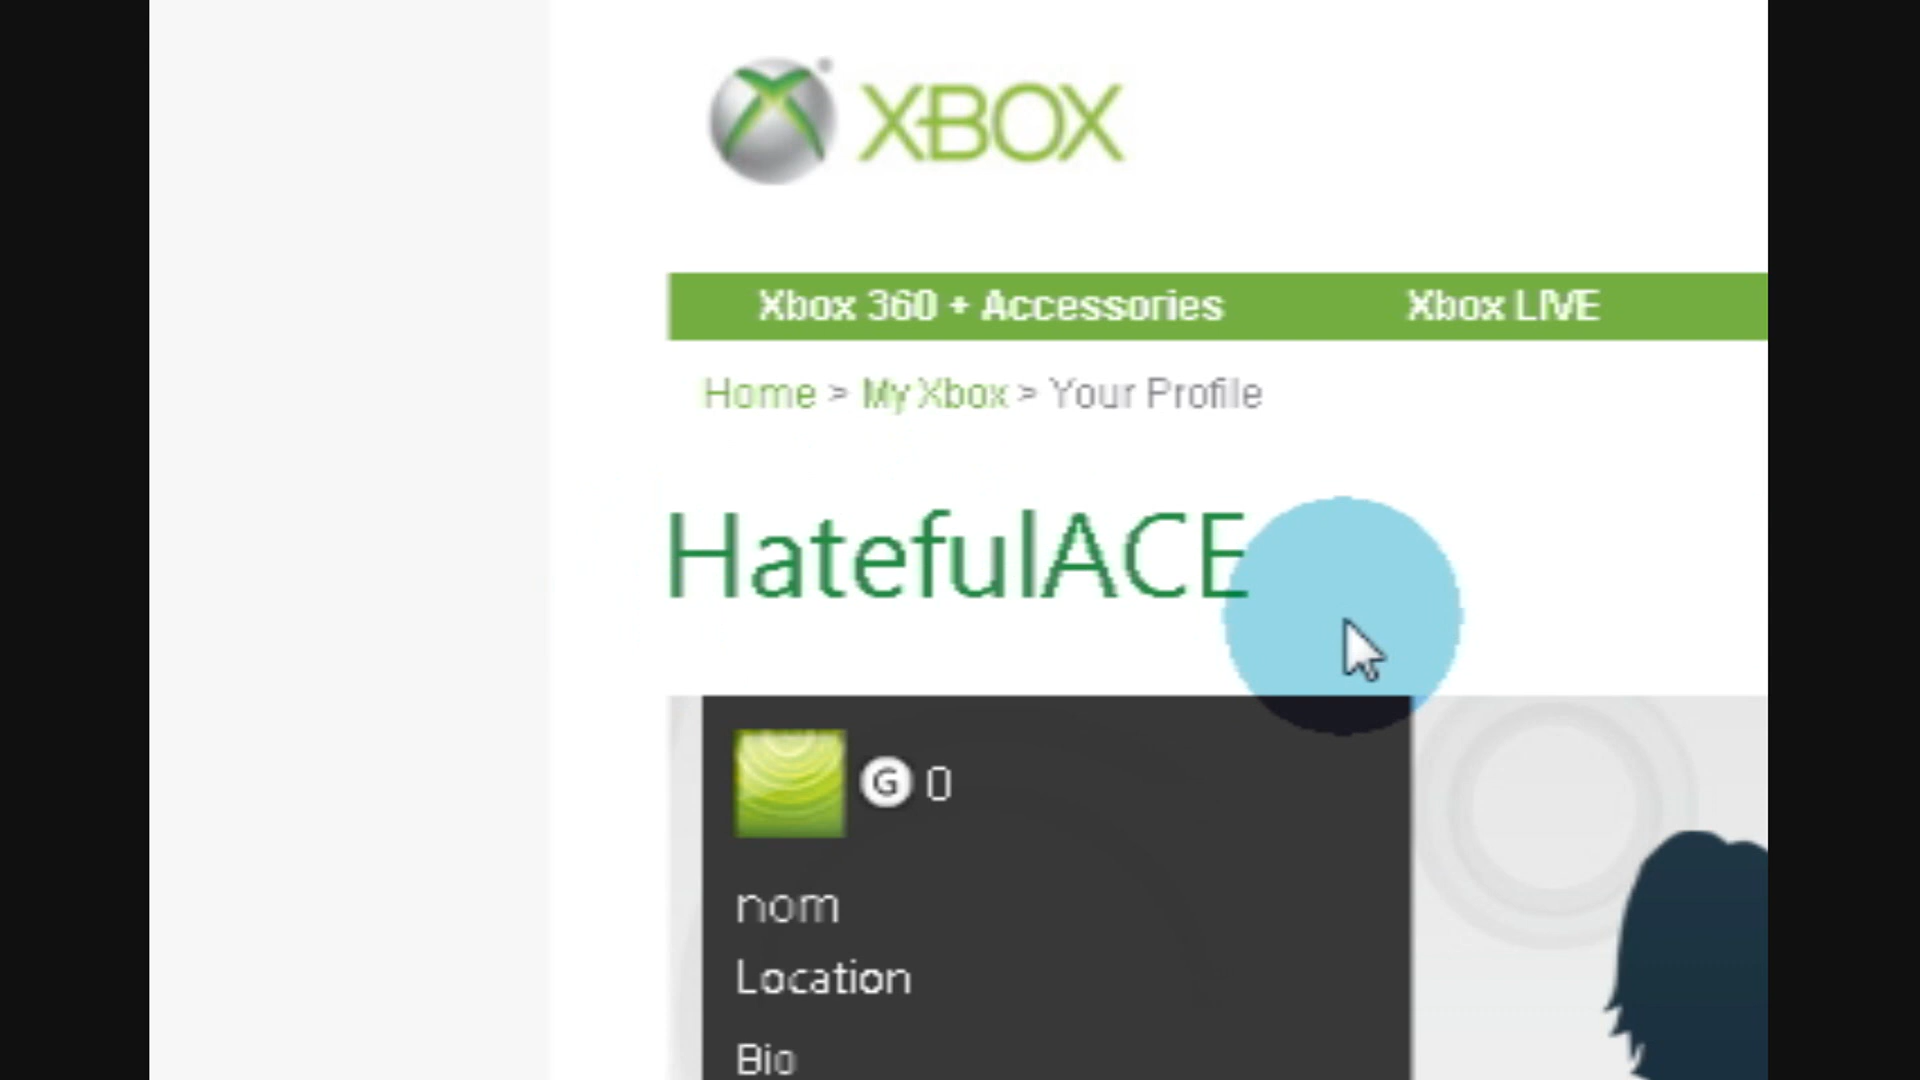 XBOX
Xbox 360 + Accessories Xbox LIVE
Home > My Xbox > Your Profile
HatefulACE
G 0
nom
Location
Bio